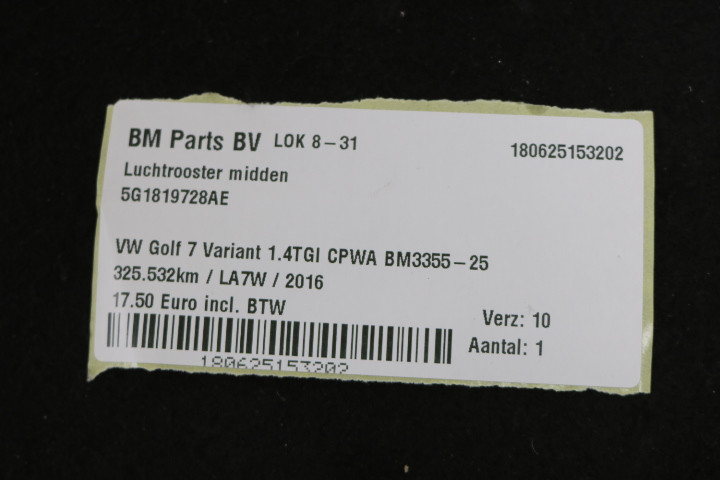 BM Parts BV LOK 8-31
180625153202
Luchtrooster midden
5G1819728AE
VW Golf 7 Variant 1.4TGI CPWA BM3355-25
325.532km / LA7W / 2016
17.50 Euro incl. BTW
Verz: 10
Aantal: 1
180625153202